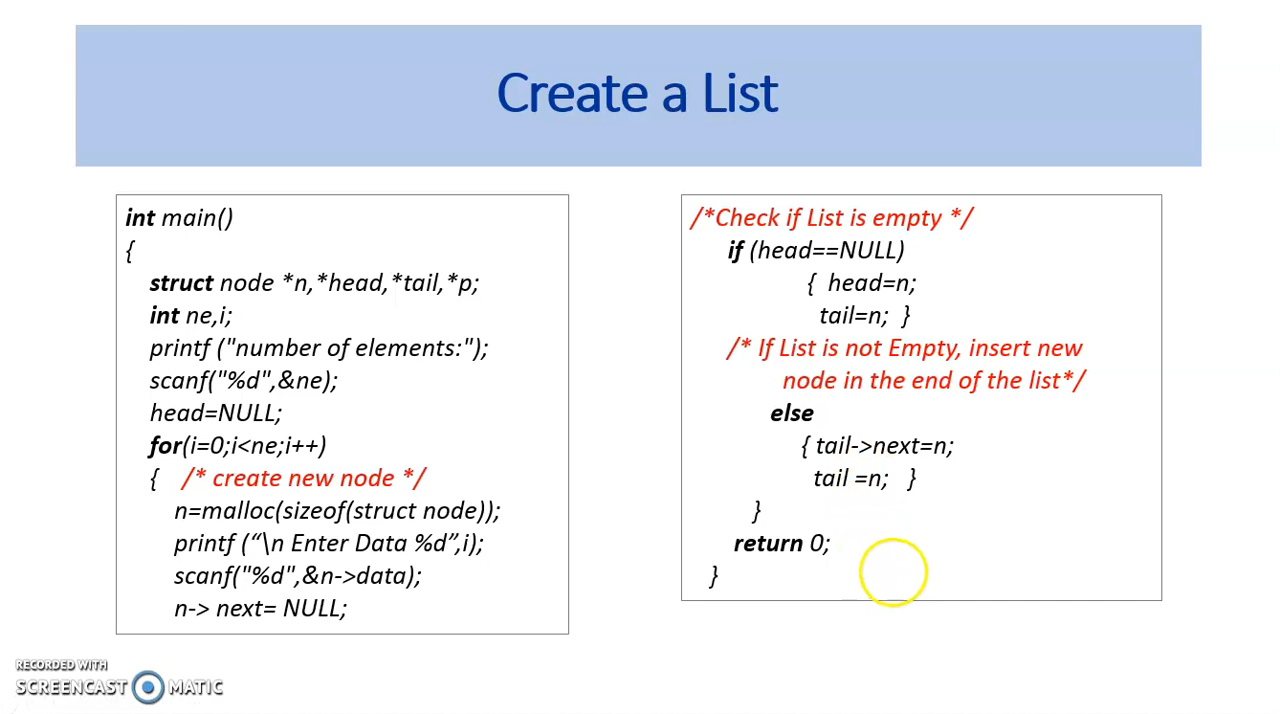 Create a List
int main()
{
struct node *n,*head,*tail,*p;
int ne,i;
printf ("number of elements:");
scanf("%d",&ne);
head=NULL;
for(i=0;i<ne;i++)
{ /* create new node */
n=malloc(sizeof(struct node));
printf (“\n Enter Data %d”,i);
scanf("%d",&n->data);
n-> next= NULL;
/*Check if List is empty */
if (head==NULL)
{ head=n;
tail=n; }
/* If List is not Empty, insert new
node in the end of the list*/
else
{ tail->next=n;
tail =n; }
}
return 0;
}
RECORDED WITH
SCREENCAST MATIC